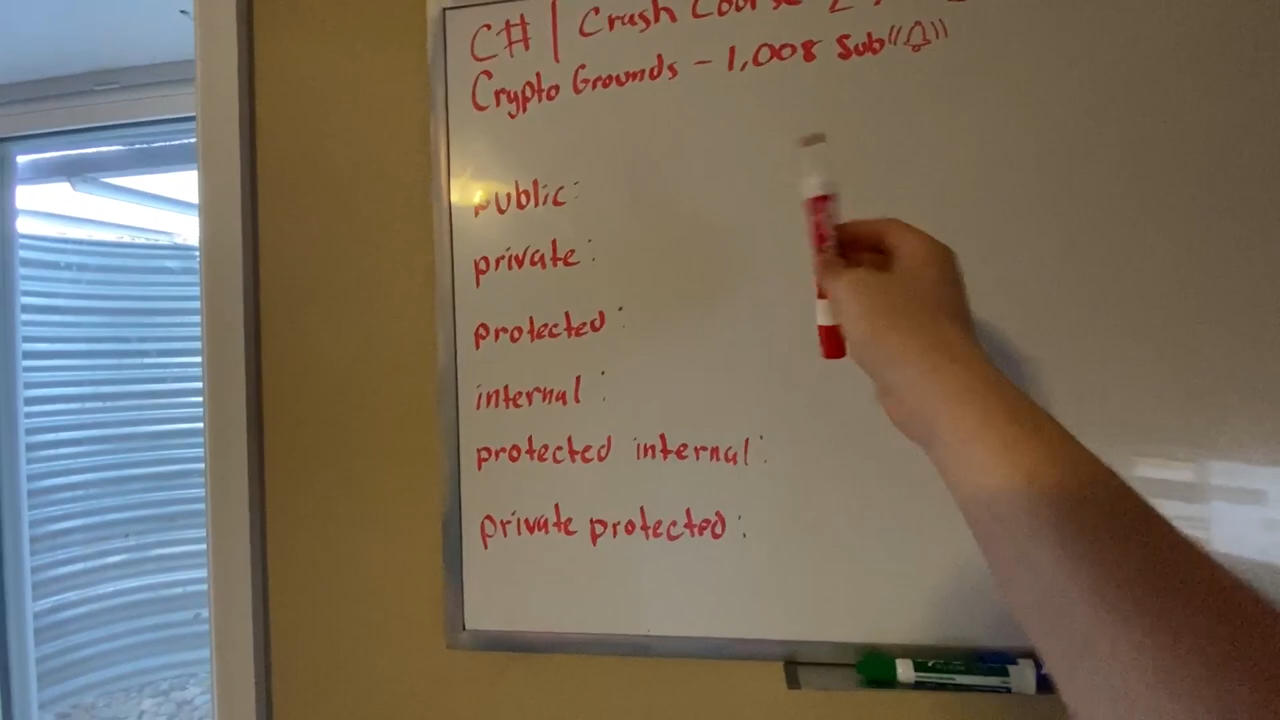 C# | Crash Course
Crypto Grounds - 1,008 Sub
public:
private:
protected:
internal:
protected internal:
private protected: